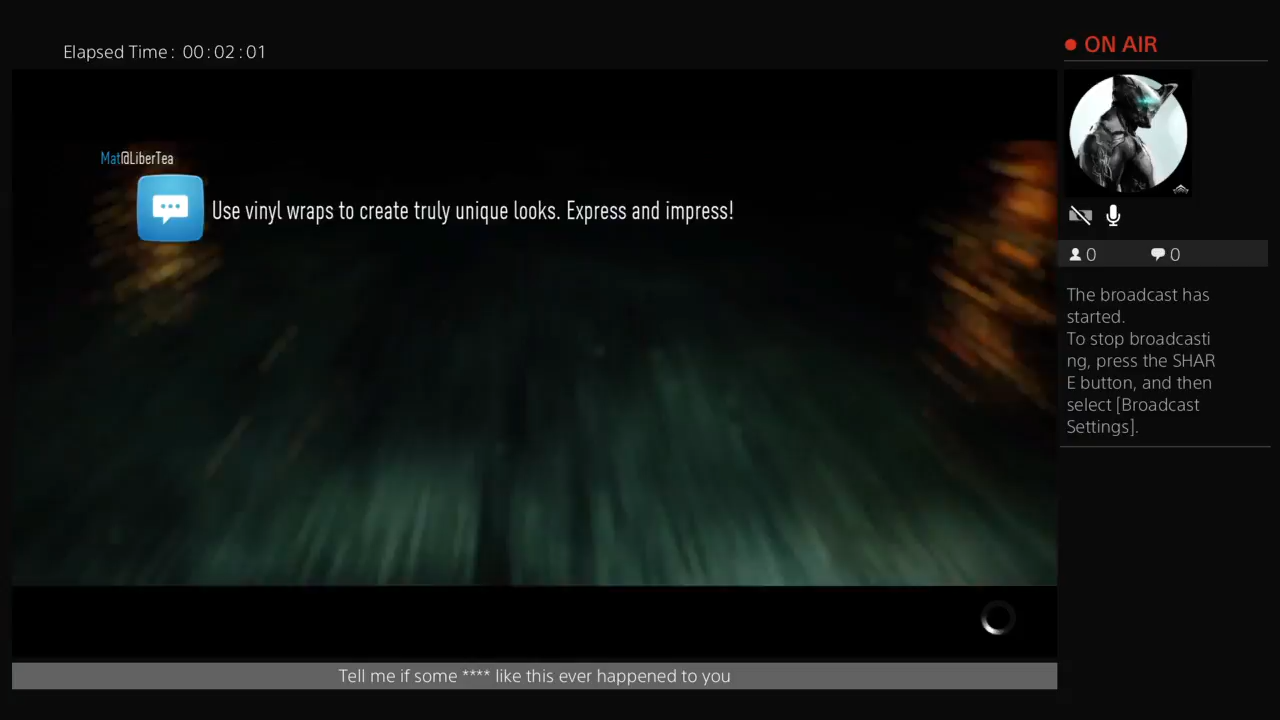 Elapsed Time: 00:02:01
ON AIR
Mat@LiberTea
Use vinyl wraps to create truly unique looks. Express and impress!
0 0
The broadcast has
started.
To stop broadcasti
ng, press the SHAR
E button, and then
select [Broadcast
Settings].
Tell me if some **** like this ever happened to you